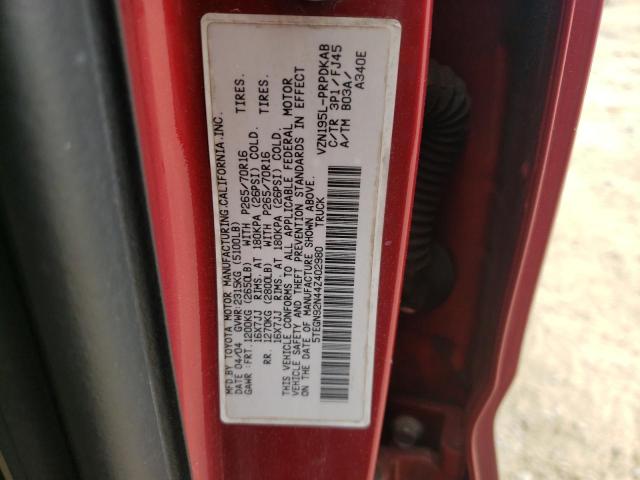 MFD BY TOYOTA MOTOR MANUFACTURING, CALIFORNIA, INC.
DATE 04/04 GVWR:2315KG (5100LB)
GAWR : FRT. 1200KG (2650LB) WITH P265/70R16 TIRES.
16X7JJ RIMS. AT 180KPA (26PSI) COLD.
RR. 1270KG (2800LB) WITH P265/70R16 TIRES.
16X7JJ RIMS AT 180KPA (26PSI) COLD.
THIS VEHICLE CONFORMS TO ALL APPLICABLE FEDERAL MOTOR
VEHICLE SAFETY AND THEFT PREVENTION STANDARDS IN EFFECT
ON THE DATE OF MANUFACTURE SHOWN ABOVE.
5TEGN92N44Z402980 TRUCK
VZN195L-PRPDKAB
C/TR 3P1/FJ45
A/TM B03A/
A340E